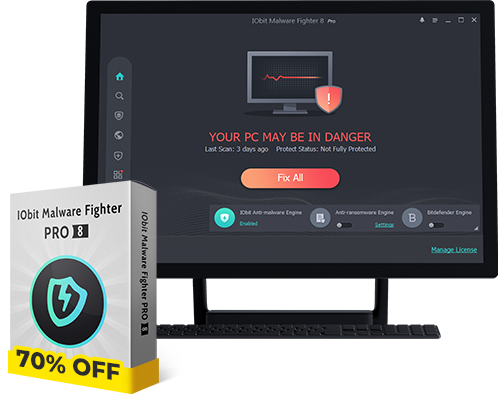 IObit Malware Fighter 8 Pro
YOUR PC MAY BE IN DANGER
Last Scan: 3 days ago Protect Status: Not Fully Protected
Fix All
IObit Anti-malware Engine
Enabled
Anti-ransomware Engine
Settings
Bitdefender Engine
B
Manage License
IObit Malware Fighter
PRO 8
IObit Malware Fighter PRO 8
70% OFF